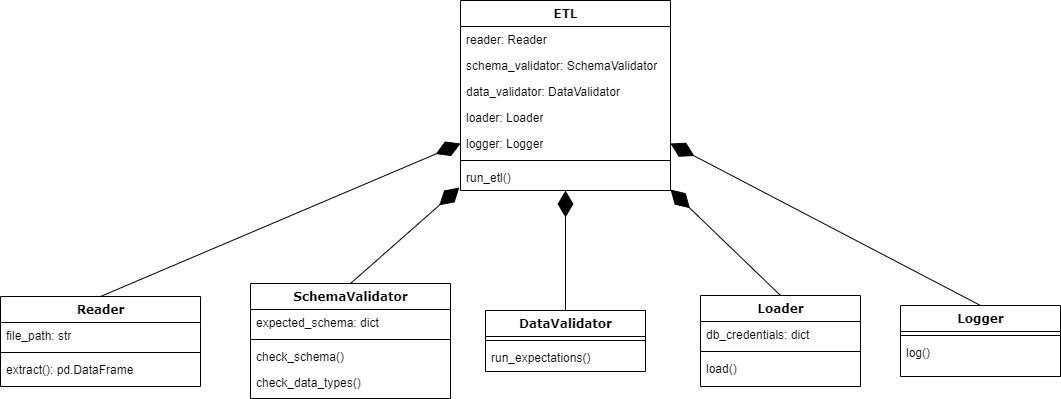 ETL
reader: Reader
schema_validator: SchemaValidator
data_validator: DataValidator
loader: Loader
logger: Logger
run_etl()
Reader
file_path: str
extract(): pd.DataFrame
SchemaValidator
expected_schema: dict
check_schema()
check_data_types()
DataValidator
run_expectations()
Loader
db_credentials: dict
load()
Logger
log()